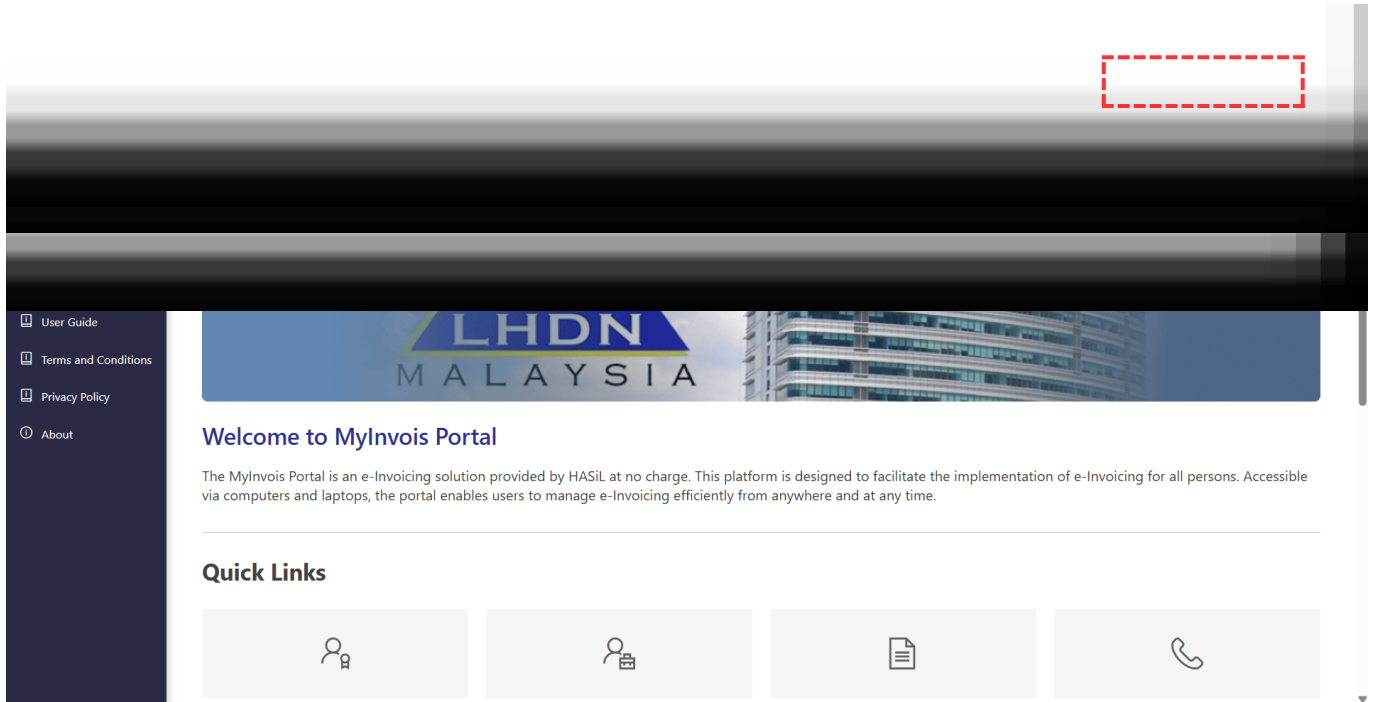 User Guide
Terms and Conditions
Privacy Policy
About
LHDN
MALAYSIA
Welcome to MyInvois Portal
The MyInvois Portal is an e-Invoicing solution provided by HASiL at no charge. This platform is designed to facilitate the implementation of e-Invoicing for all persons. Accessible
via computers and laptops, the portal enables users to manage e-Invoicing efficiently from anywhere and at any time.
Quick Links